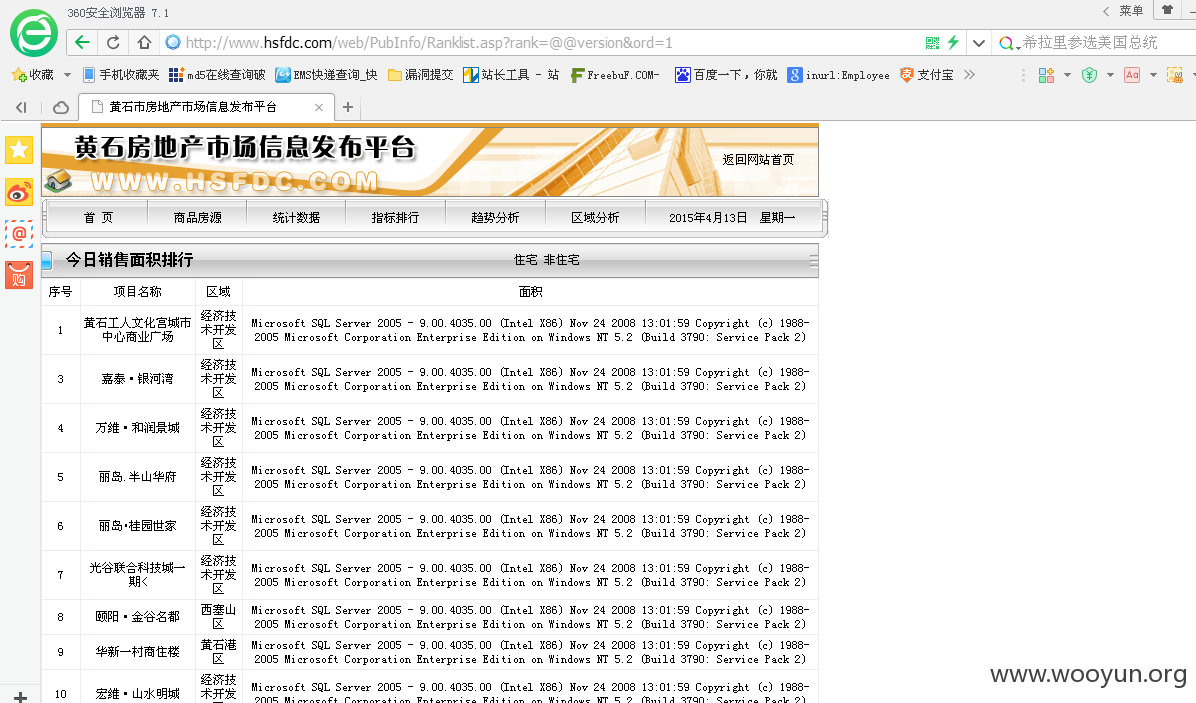 360安全浏览器 7.1
菜单
http://www.hsfdc.com/web/PubInfo/Ranklist.asp?rank=@@version&ord=1
希拉里参选美国总统
收藏 手机收藏夹 md5在线查询破 EMS快递查询_快 漏洞提交 站长工具 - 站 FreebuF.COM- 百度一下，你就 inurl:Employee 支付宝
黄石市房地产市场信息发布平台
黄石房地产市场信息发布平台
WWW.HSFDC.COM
返回网站首页
首 页 商品房源 统计数据 指标排行 趋势分析 区域分析 2015年4月13日 星期一
今日销售面积排行 住宅 非住宅
序号 项目名称 区域 面积
1
黄石工人文化宫城市
中心商业广场
经济技
术开发
区
Microsoft SQL Server 2005 - 9.00.4035.00 (Intel X86) Nov 24 2008 13:01:59 Copyright (c) 1988-
2005 Microsoft Corporation Enterprise Edition on Windows NT 5.2 (Build 3790: Service Pack 2)
3
嘉泰·银河湾
经济技
术开发
区
Microsoft SQL Server 2005 - 9.00.4035.00 (Intel X86) Nov 24 2008 13:01:59 Copyright (c) 1988-
2005 Microsoft Corporation Enterprise Edition on Windows NT 5.2 (Build 3790: Service Pack 2)
4
万维·和润景城
经济技
术开发
区
Microsoft SQL Server 2005 - 9.00.4035.00 (Intel X86) Nov 24 2008 13:01:59 Copyright (c) 1988-
2005 Microsoft Corporation Enterprise Edition on Windows NT 5.2 (Build 3790: Service Pack 2)
5
丽岛.半山华府
经济技
术开发
区
Microsoft SQL Server 2005 - 9.00.4035.00 (Intel X86) Nov 24 2008 13:01:59 Copyright (c) 1988-
2005 Microsoft Corporation Enterprise Edition on Windows NT 5.2 (Build 3790: Service Pack 2)
6
丽岛·桂园世家
经济技
术开发
区
Microsoft SQL Server 2005 - 9.00.4035.00 (Intel X86) Nov 24 2008 13:01:59 Copyright (c) 1988-
2005 Microsoft Corporation Enterprise Edition on Windows NT 5.2 (Build 3790: Service Pack 2)
7
光谷联合科技城一
期<
经济技
术开发
区
Microsoft SQL Server 2005 - 9.00.4035.00 (Intel X86) Nov 24 2008 13:01:59 Copyright (c) 1988-
2005 Microsoft Corporation Enterprise Edition on Windows NT 5.2 (Build 3790: Service Pack 2)
8
颐阳·金谷名都
西塞山
区
Microsoft SQL Server 2005 - 9.00.4035.00 (Intel X86) Nov 24 2008 13:01:59 Copyright (c) 1988-
2005 Microsoft Corporation Enterprise Edition on Windows NT 5.2 (Build 3790: Service Pack 2)
9
华新一村商住楼
黄石港
区
Microsoft SQL Server 2005 - 9.00.4035.00 (Intel X86) Nov 24 2008 13:01:59 Copyright (c) 1988-
2005 Microsoft Corporation Enterprise Edition on Windows NT 5.2 (Build 3790: Service Pack 2)
10
宏维·山水明城
经济技
术开发
Microsoft SQL Server 2005 - 9.00.4035.00 (Intel X86) Nov 24 2008 13:01:59 Copyright (c) 1988-
2005 Microsoft Corporation Enterprise Edition on Windows NT 5.2 (Build 3790: Service Pack 2)
购
www.wooyun.org